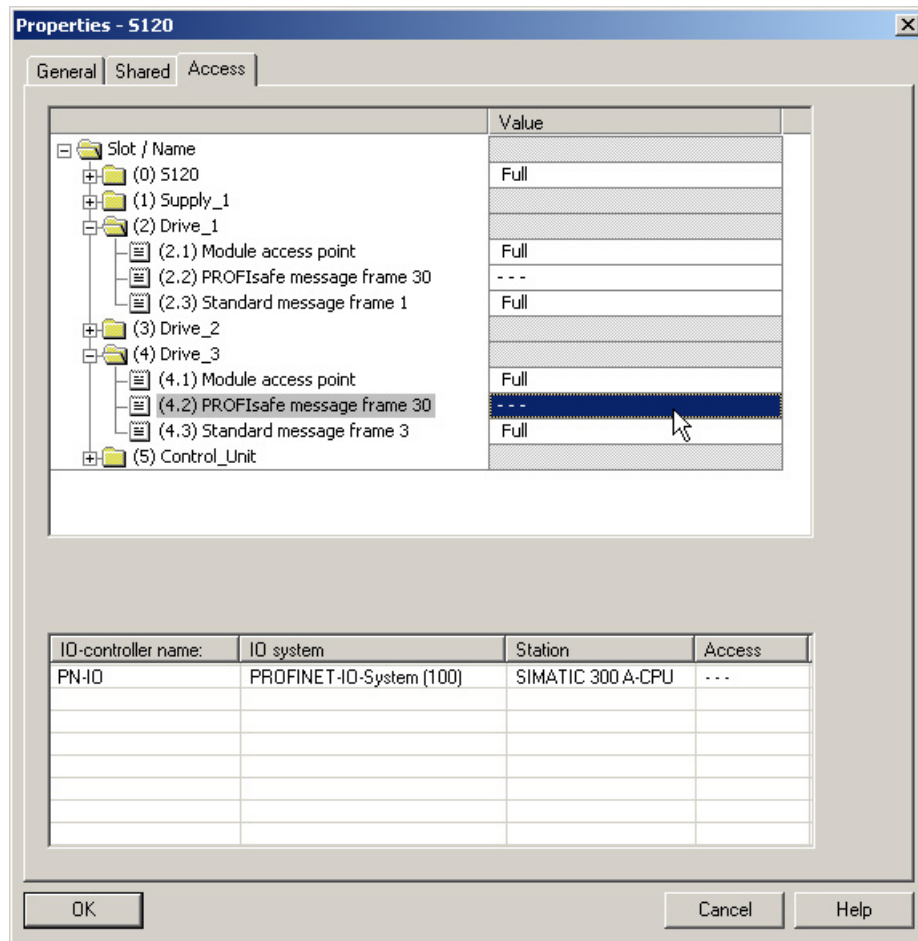 Properties - S120
General Shared Access
Value
Slot / Name
(0) S120 Full
(1) Supply_1
(2) Drive_1
(2.1) Module access point Full
(2.2) PROFIsafe message frame 30 - - -
(2.3) Standard message frame 1 Full
(3) Drive_2
(4) Drive_3
(4.1) Module access point Full
(4.2) PROFIsafe message frame 30 - - -
(4.3) Standard message frame 3 Full
(5) Control_Unit
IO-controller name: IO system Station Access
PN-IO PROFINET-IO-System (100) SIMATIC 300 A-CPU - - -
OK Cancel Help